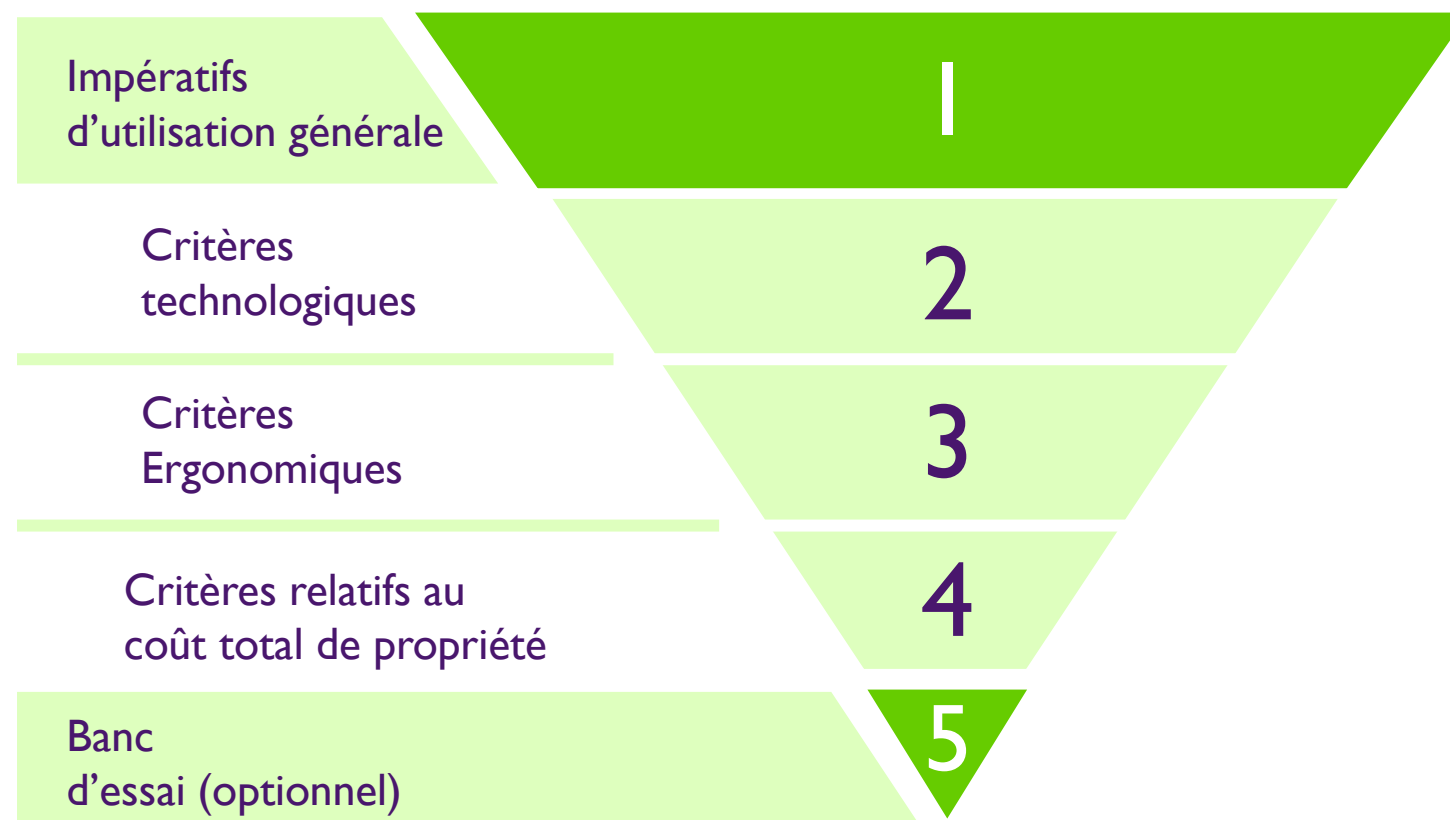 Impératifs
d’utilisation générale
1
Critères
technologiques
2
Critères
Ergonomiques
3
Critères relatifs au
coût total de propriété
4
Banc
d’essai (optionnel)
5